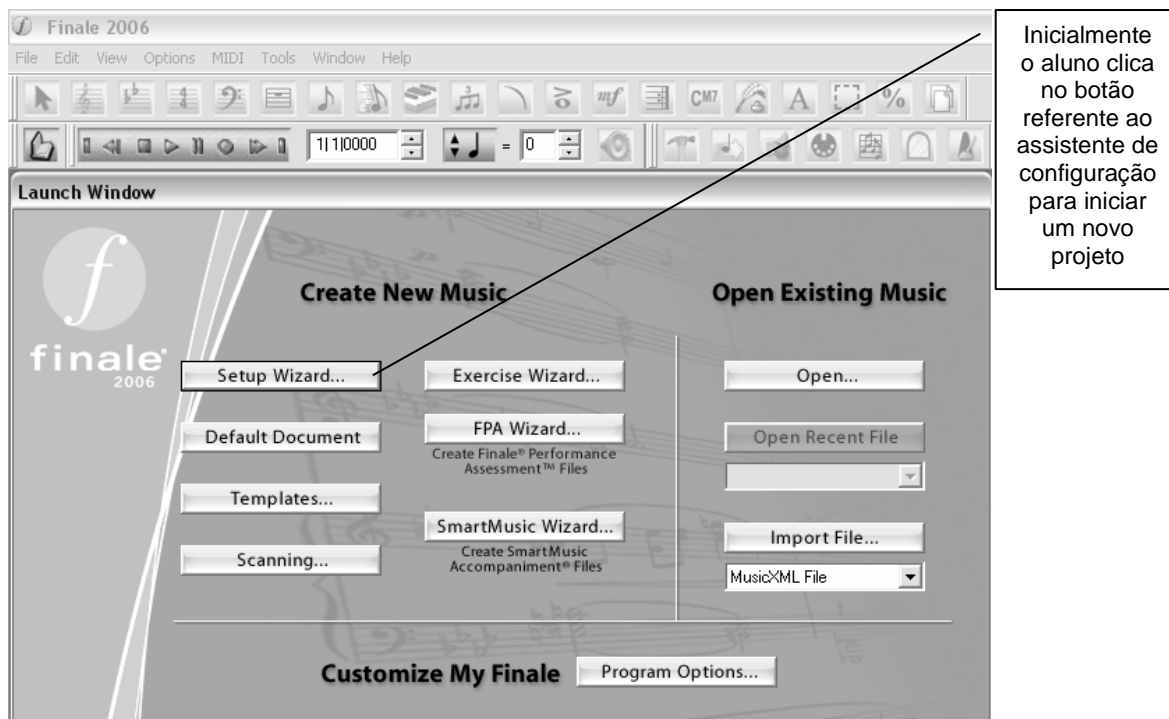 Finale 2006
File Edit View Options MIDI Tools Window Help
mf CM7 A %
1| 1|0000 = 0
Launch Window
finale®
2006
Create New Music
Setup Wizard...
Default Document
Templates...
Scanning...
Exercise Wizard...
FPA Wizard...
Create Finale® Performance
Assessment™ Files
SmartMusic Wizard...
Create SmartMusic
Accompaniment® Files
Open Existing Music
Open...
Open Recent File
Import File...
MusicXML File
Customize My Finale Program Options...
Inicialmente
o aluno clica
no botão
referente ao
assistente de
configuração
para iniciar
um novo
projeto